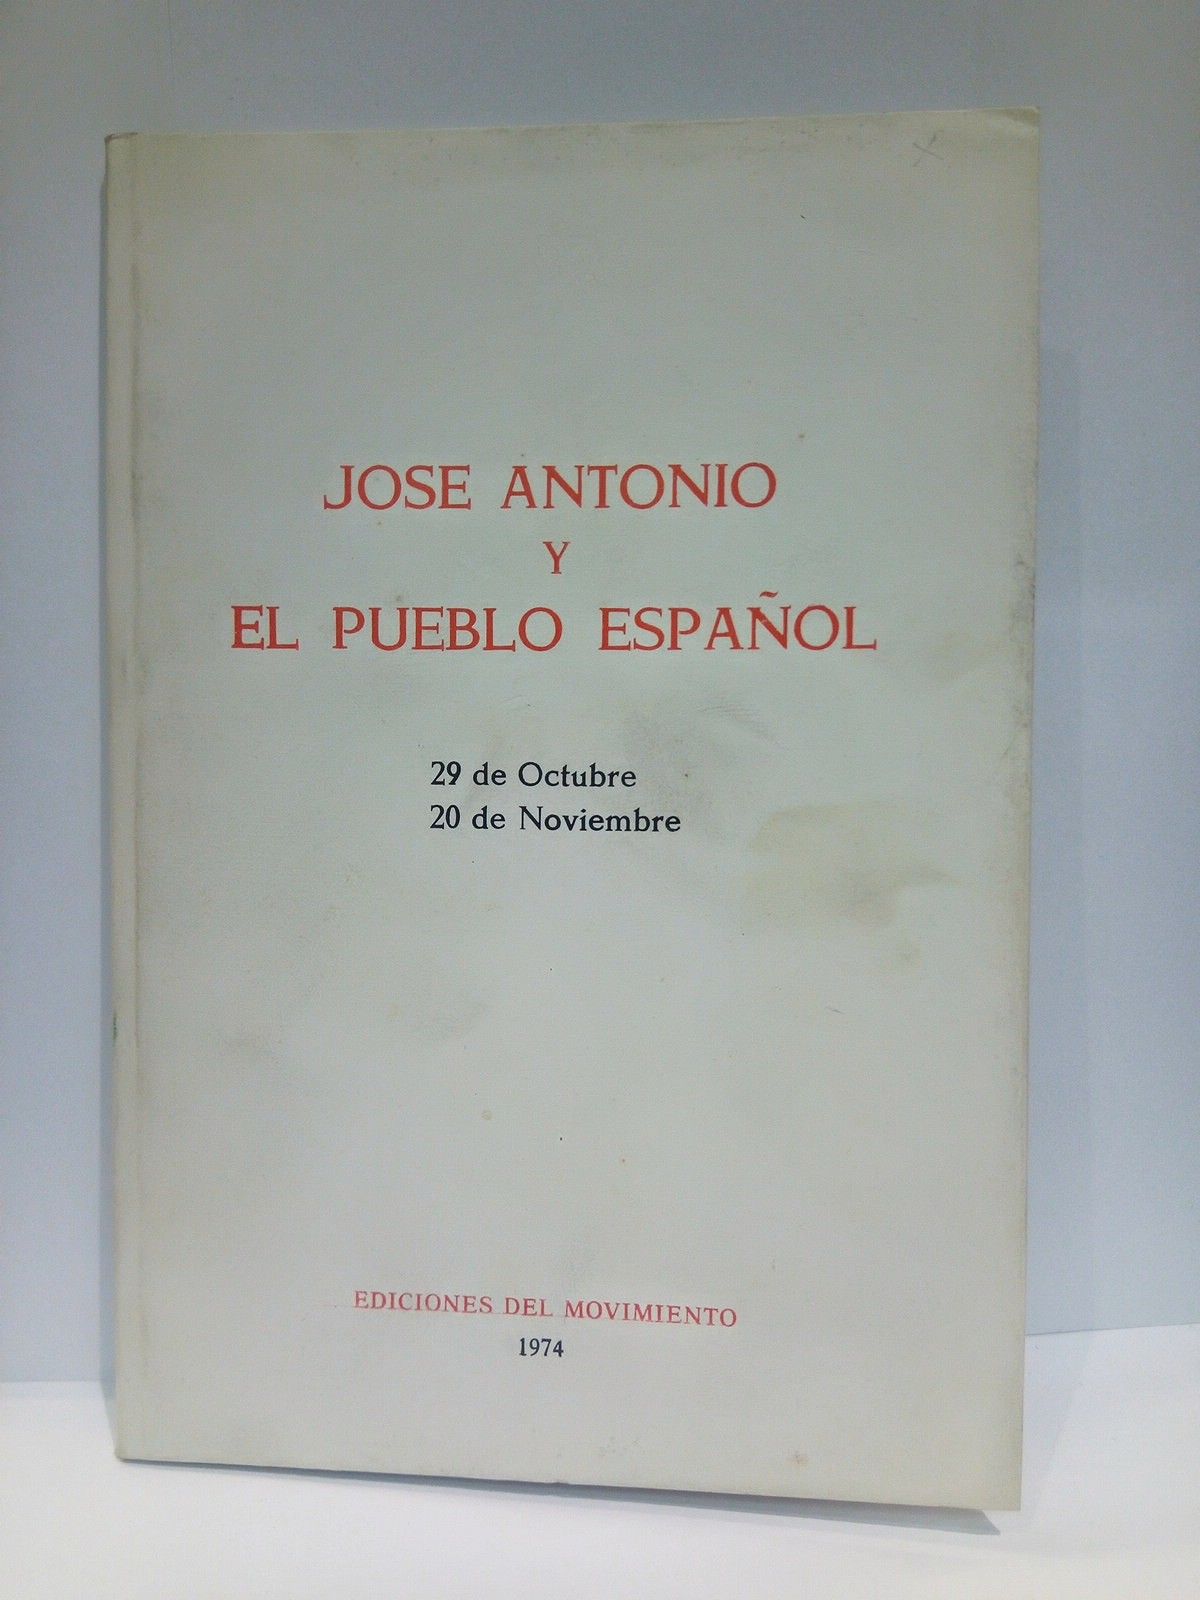 JOSE ANTONIO
Y
EL PUEBLO ESPAÑOL
29 de Octubre
20 de Noviembre
EDICIONES DEL MOVIMIENTO
1974